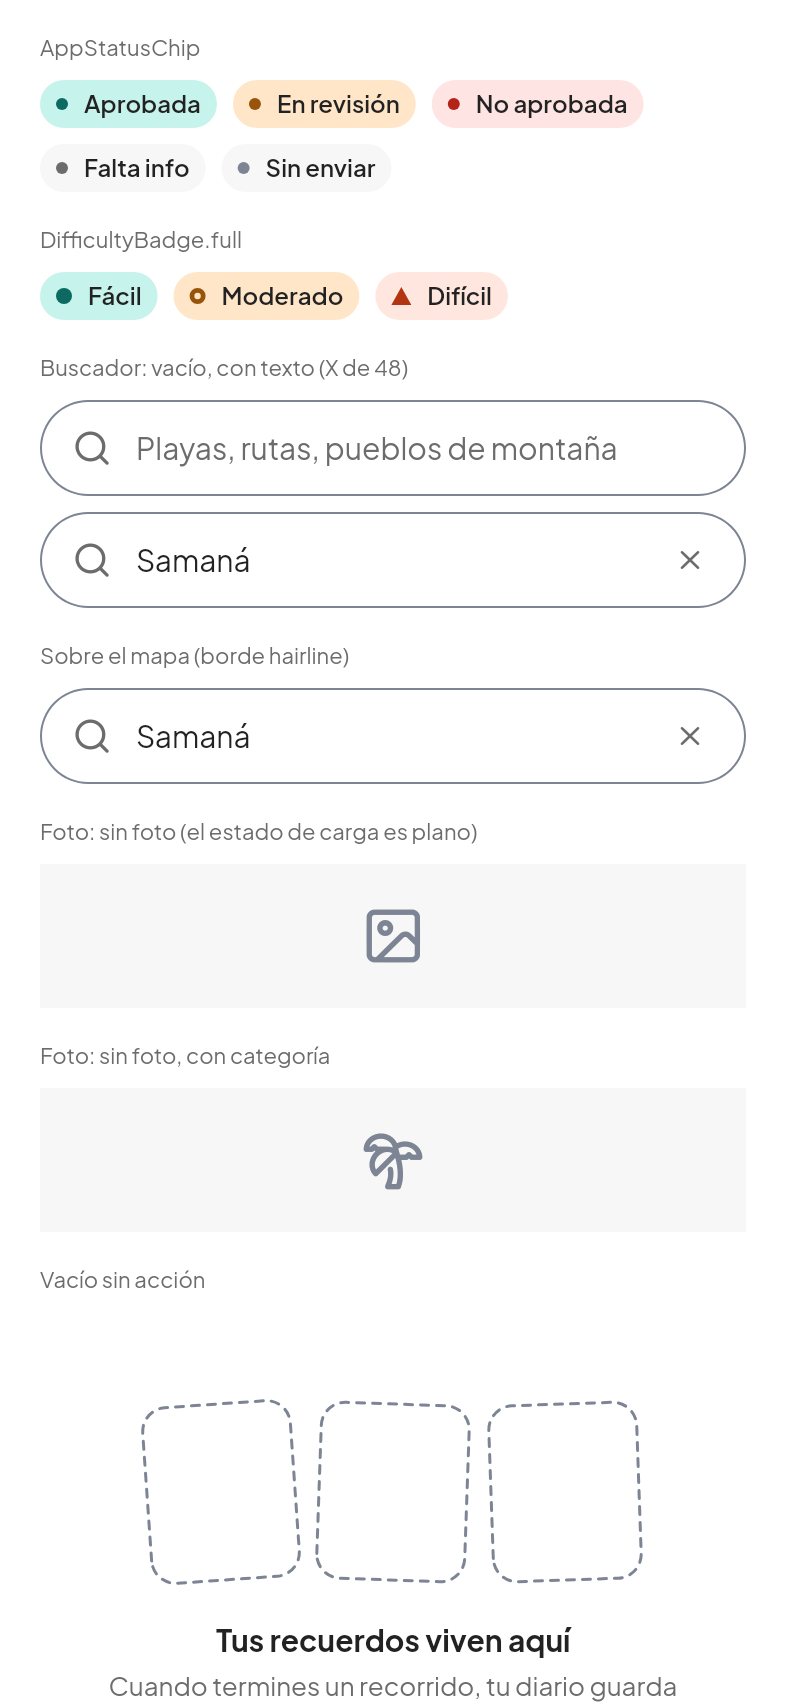 AppStatusChip
Aprobada En revisión No aprobada
Falta info Sin enviar
DifficultyBadge.full
Fácil Moderado Difícil
Buscador: vacío, con texto (X de 48)
Playas, rutas, pueblos de montaña
Samaná
Sobre el mapa (borde hairline)
Samaná
Foto: sin foto (el estado de carga es plano)
Foto: sin foto, con categoría
Vacío sin acción
Tus recuerdos viven aquí
Cuando termines un recorrido, tu diario guarda